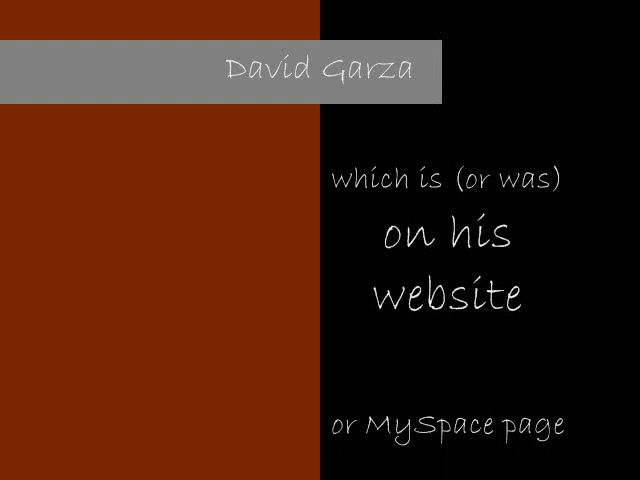 David Garza
which is (or was)
on his
website
or MySpace page